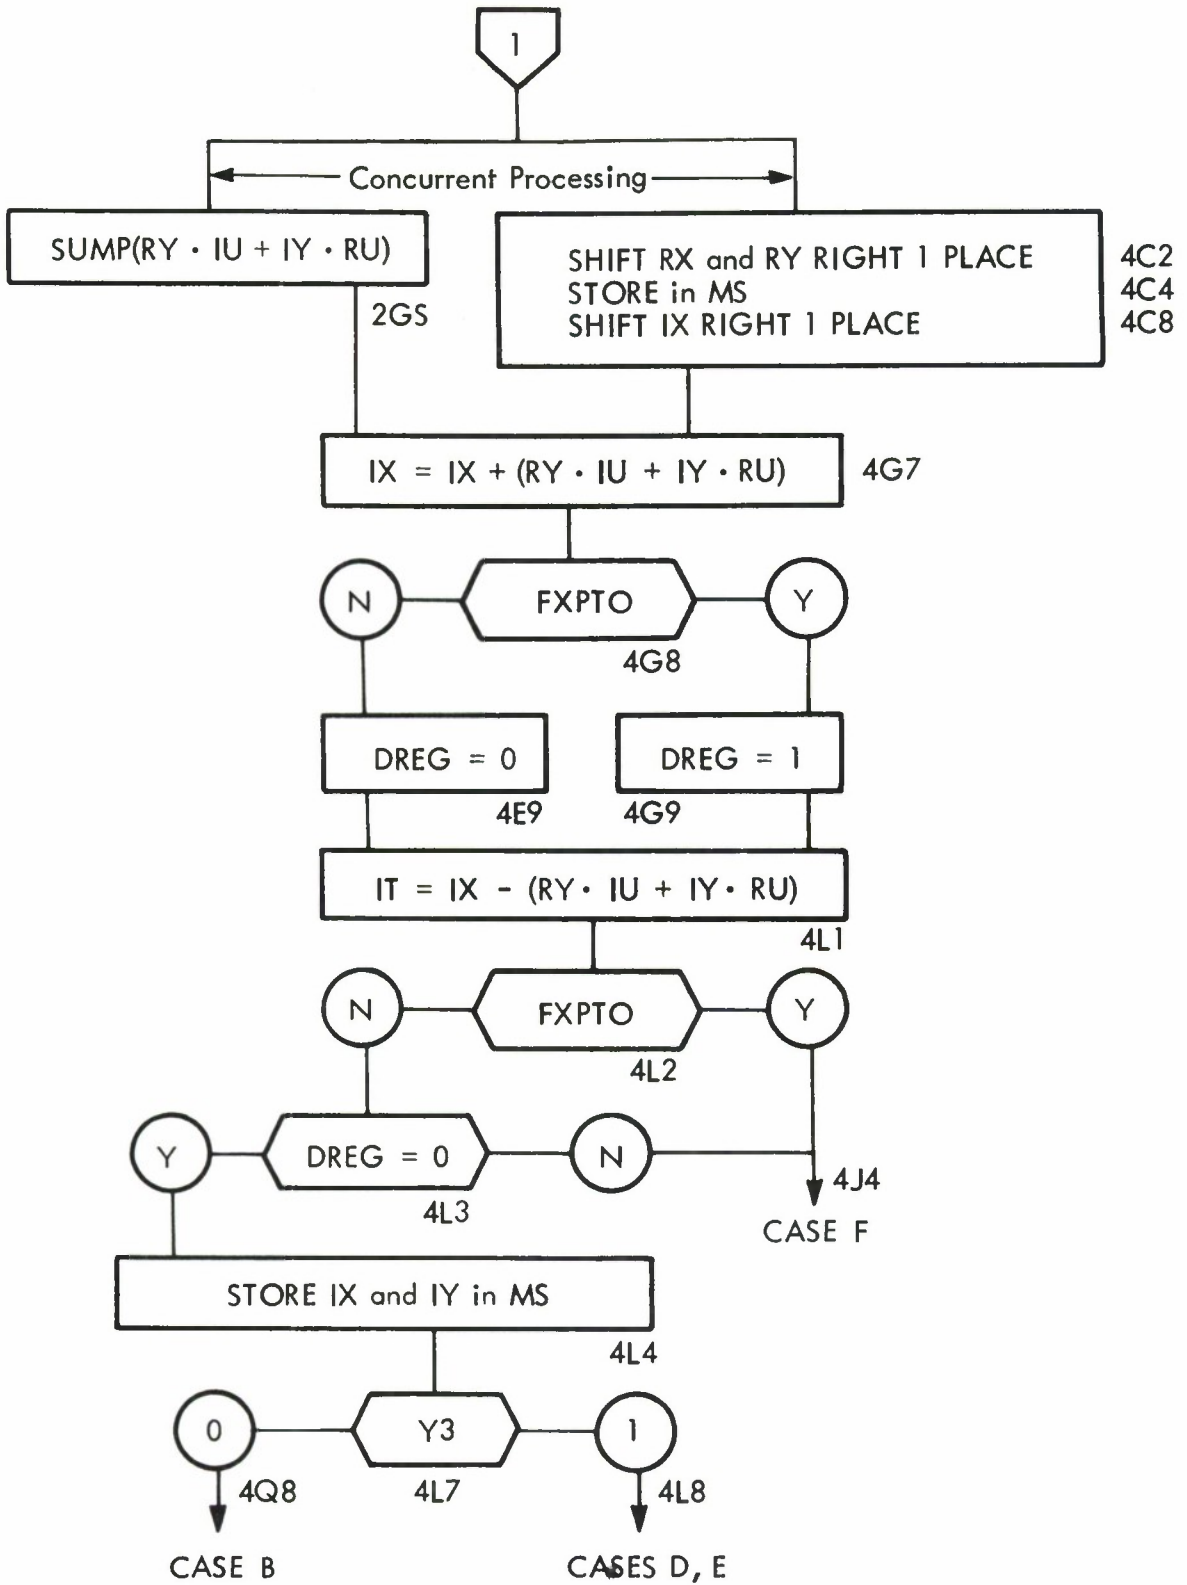 1
Concurrent Processing
SUMP(RY · IU + IY · RU)
2GS
SHIFT RX and RY RIGHT 1 PLACE
4C2
STORE in MS
4C4
SHIFT IX RIGHT 1 PLACE
4C8
IX = IX + (RY · IU + IY · RU)
4G7
N
FXPTO
Y
4G8
DREG = 0
DREG = 1
4E9
4G9
IT = IX - (RY · IU + IY · RU)
4L1
N
FXPTO
Y
4L2
Y
DREG = 0
N
4L3
4J4
CASE F
STORE IX and IY in MS
4L4
0
Y3
1
4Q8
4L7
4L8
CASE B
CASES D, E